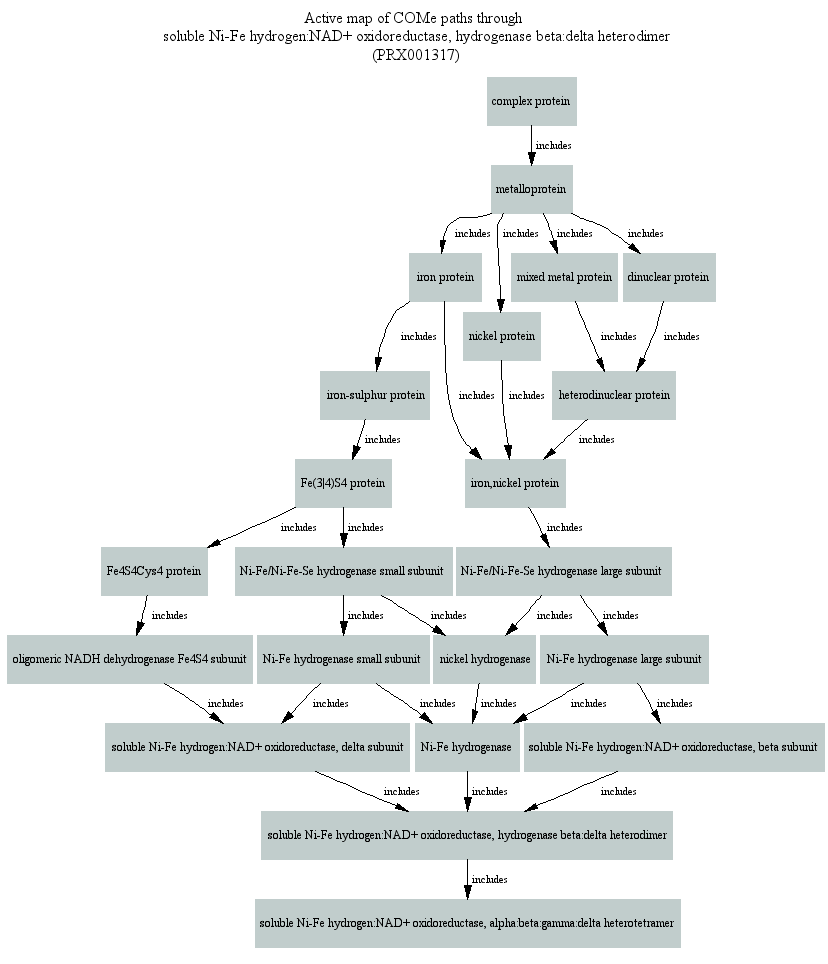 Active map of COMe paths through
soluble Ni-Fe hydrogen:NAD+ oxidoreductase, hydrogenase beta:delta heterodimer
(PRX001317)
complex protein
includes
metalloprotein
includes
includes
includes
includes
iron protein
mixed metal protein
dinuclear protein
nickel protein
includes
includes
includes
iron-sulphur protein
heterodinuclear protein
includes
includes
includes
includes
Fe(3|4)S4 protein
iron,nickel protein
includes
includes
includes
Fe4S4Cys4 protein
Ni-Fe/Ni-Fe-Se hydrogenase small subunit
Ni-Fe/Ni-Fe-Se hydrogenase large subunit
includes
includes
includes
includes
includes
oligomeric NADH dehydrogenase Fe4S4 subunit
Ni-Fe hydrogenase small subunit
nickel hydrogenase
Ni-Fe hydrogenase large subunit
includes
includes
includes
includes
includes
includes
soluble Ni-Fe hydrogen:NAD+ oxidoreductase, delta subunit
Ni-Fe hydrogenase
soluble Ni-Fe hydrogen:NAD+ oxidoreductase, beta subunit
includes
includes
includes
soluble Ni-Fe hydrogen:NAD+ oxidoreductase, hydrogenase beta:delta heterodimer
includes
soluble Ni-Fe hydrogen:NAD+ oxidoreductase, alpha:beta:gamma:delta heterotetramer